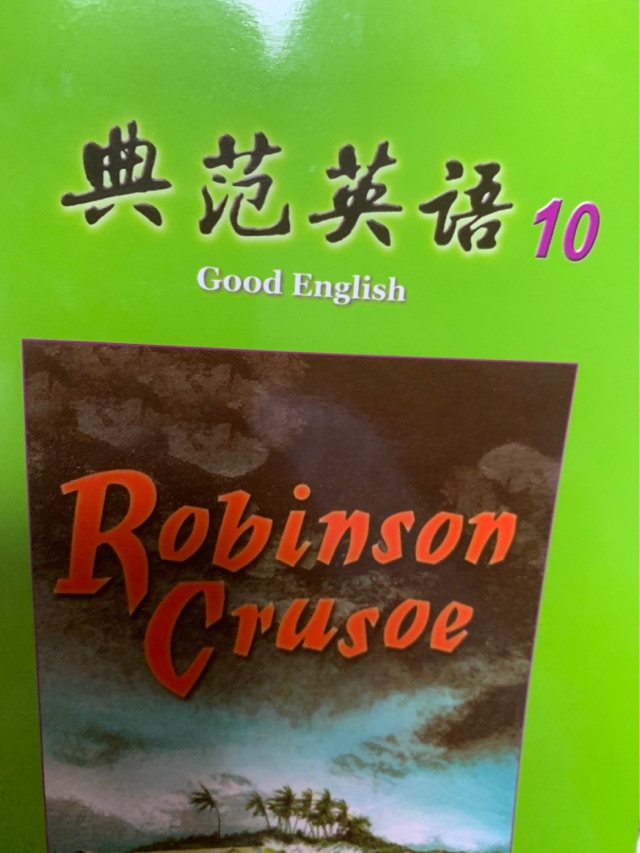 典范英语 10
Good English
Robinson
Crusoe